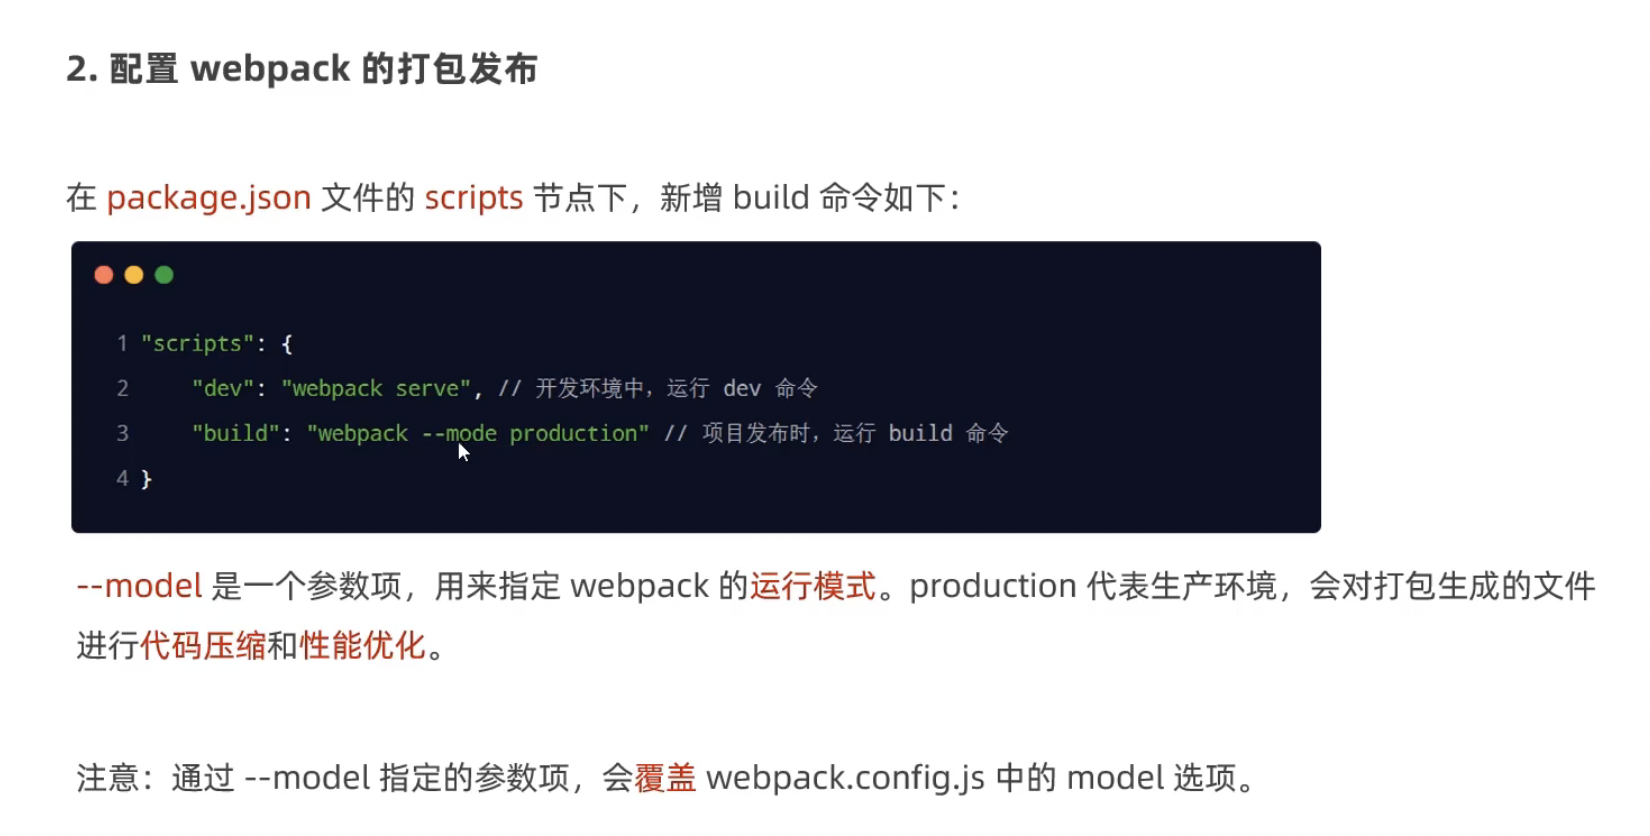 2. 配置 webpack 的打包发布
在 package.json 文件的 scripts 节点下，新增 build 命令如下：
1 "scripts": {
2     "dev": "webpack serve", // 开发环境中，运行 dev 命令
3     "build": "webpack --mode production" // 项目发布时，运行 build 命令
4 }
--model 是一个参数项，用来指定 webpack 的运行模式。production 代表生产环境，会对打包生成的文件
进行代码压缩和性能优化。
注意：通过 --model 指定的参数项，会覆盖 webpack.config.js 中的 model 选项。